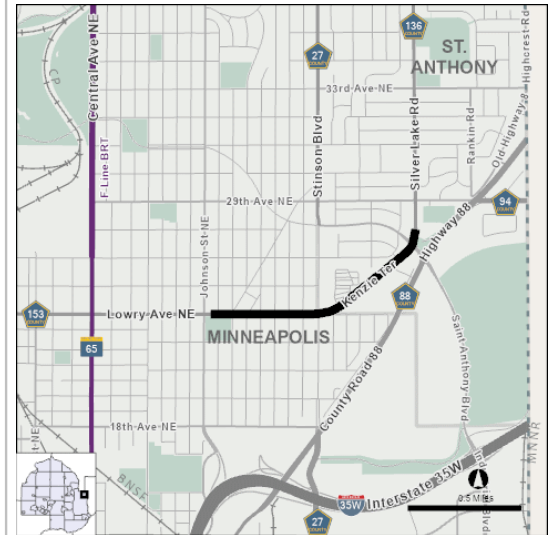 136
COUNTY
ST.
ANTHONY
27
COUNTY
Central Ave NE
CP
33rd Ave NE
Highcrest Rd
Old Highway 8
Rankin Rd
Silver Lake Rd
Stinson Blvd
F Line BRT
29th Ave NE
94
COUNTY
Johnson St NE
Highway 88
Kenzie Ter
88
COUNTY
153
COUNTY
Lowry Ave NE
MINNEAPOLIS
65
County Road 88
Saint Anthony Blvd
18th Ave NE
MNNR
BNSF
Interstate 35W
35W
0.5 Miles
27
COUNTY